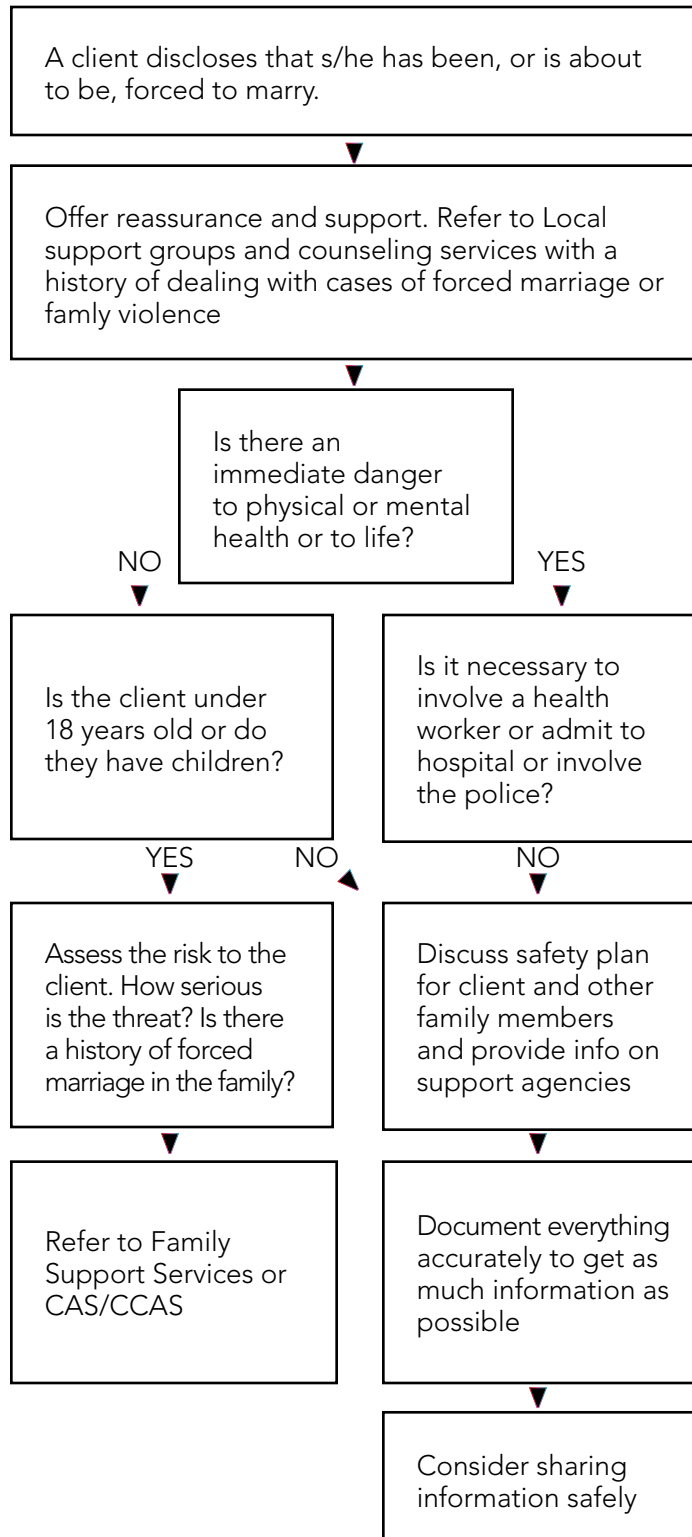 A client discloses that s/he has been, or is about
to be, forced to marry.
Offer reassurance and support. Refer to Local
support groups and counseling services with a
history of dealing with cases of forced marriage or
famly violence
Is there an
immediate danger
to physical or mental
health or to life?
NO
YES
Is the client under
18 years old or do
they have children?
Is it necessary to
involve a health
worker or admit to
hospital or involve
the police?
YES
NO
NO
Assess the risk to the
client. How serious
is the threat? Is there
a history of forced
marriage in the family?
Discuss safety plan
for client and other
family members
and provide info on
support agencies
Refer to Family
Support Services or
CAS/CCAS
Document everything
accurately to get as
much information as
possible
Consider sharing
information safely